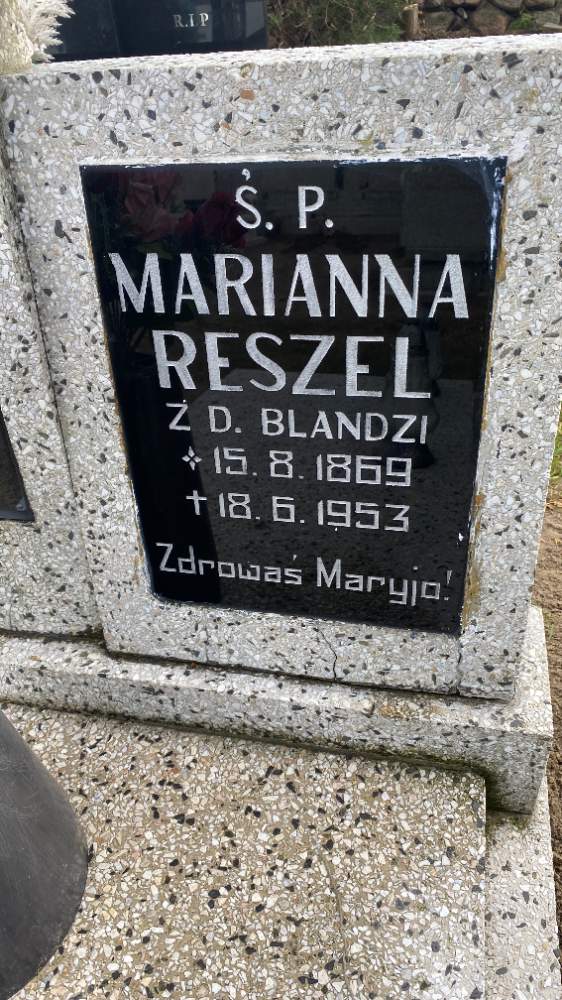 R.I.P
Ś. P.
MARIANNA
RESZEL
Z D. BLANDZI
15.8.1869
† 18.6.1953
Zdrowaś Maryjo!